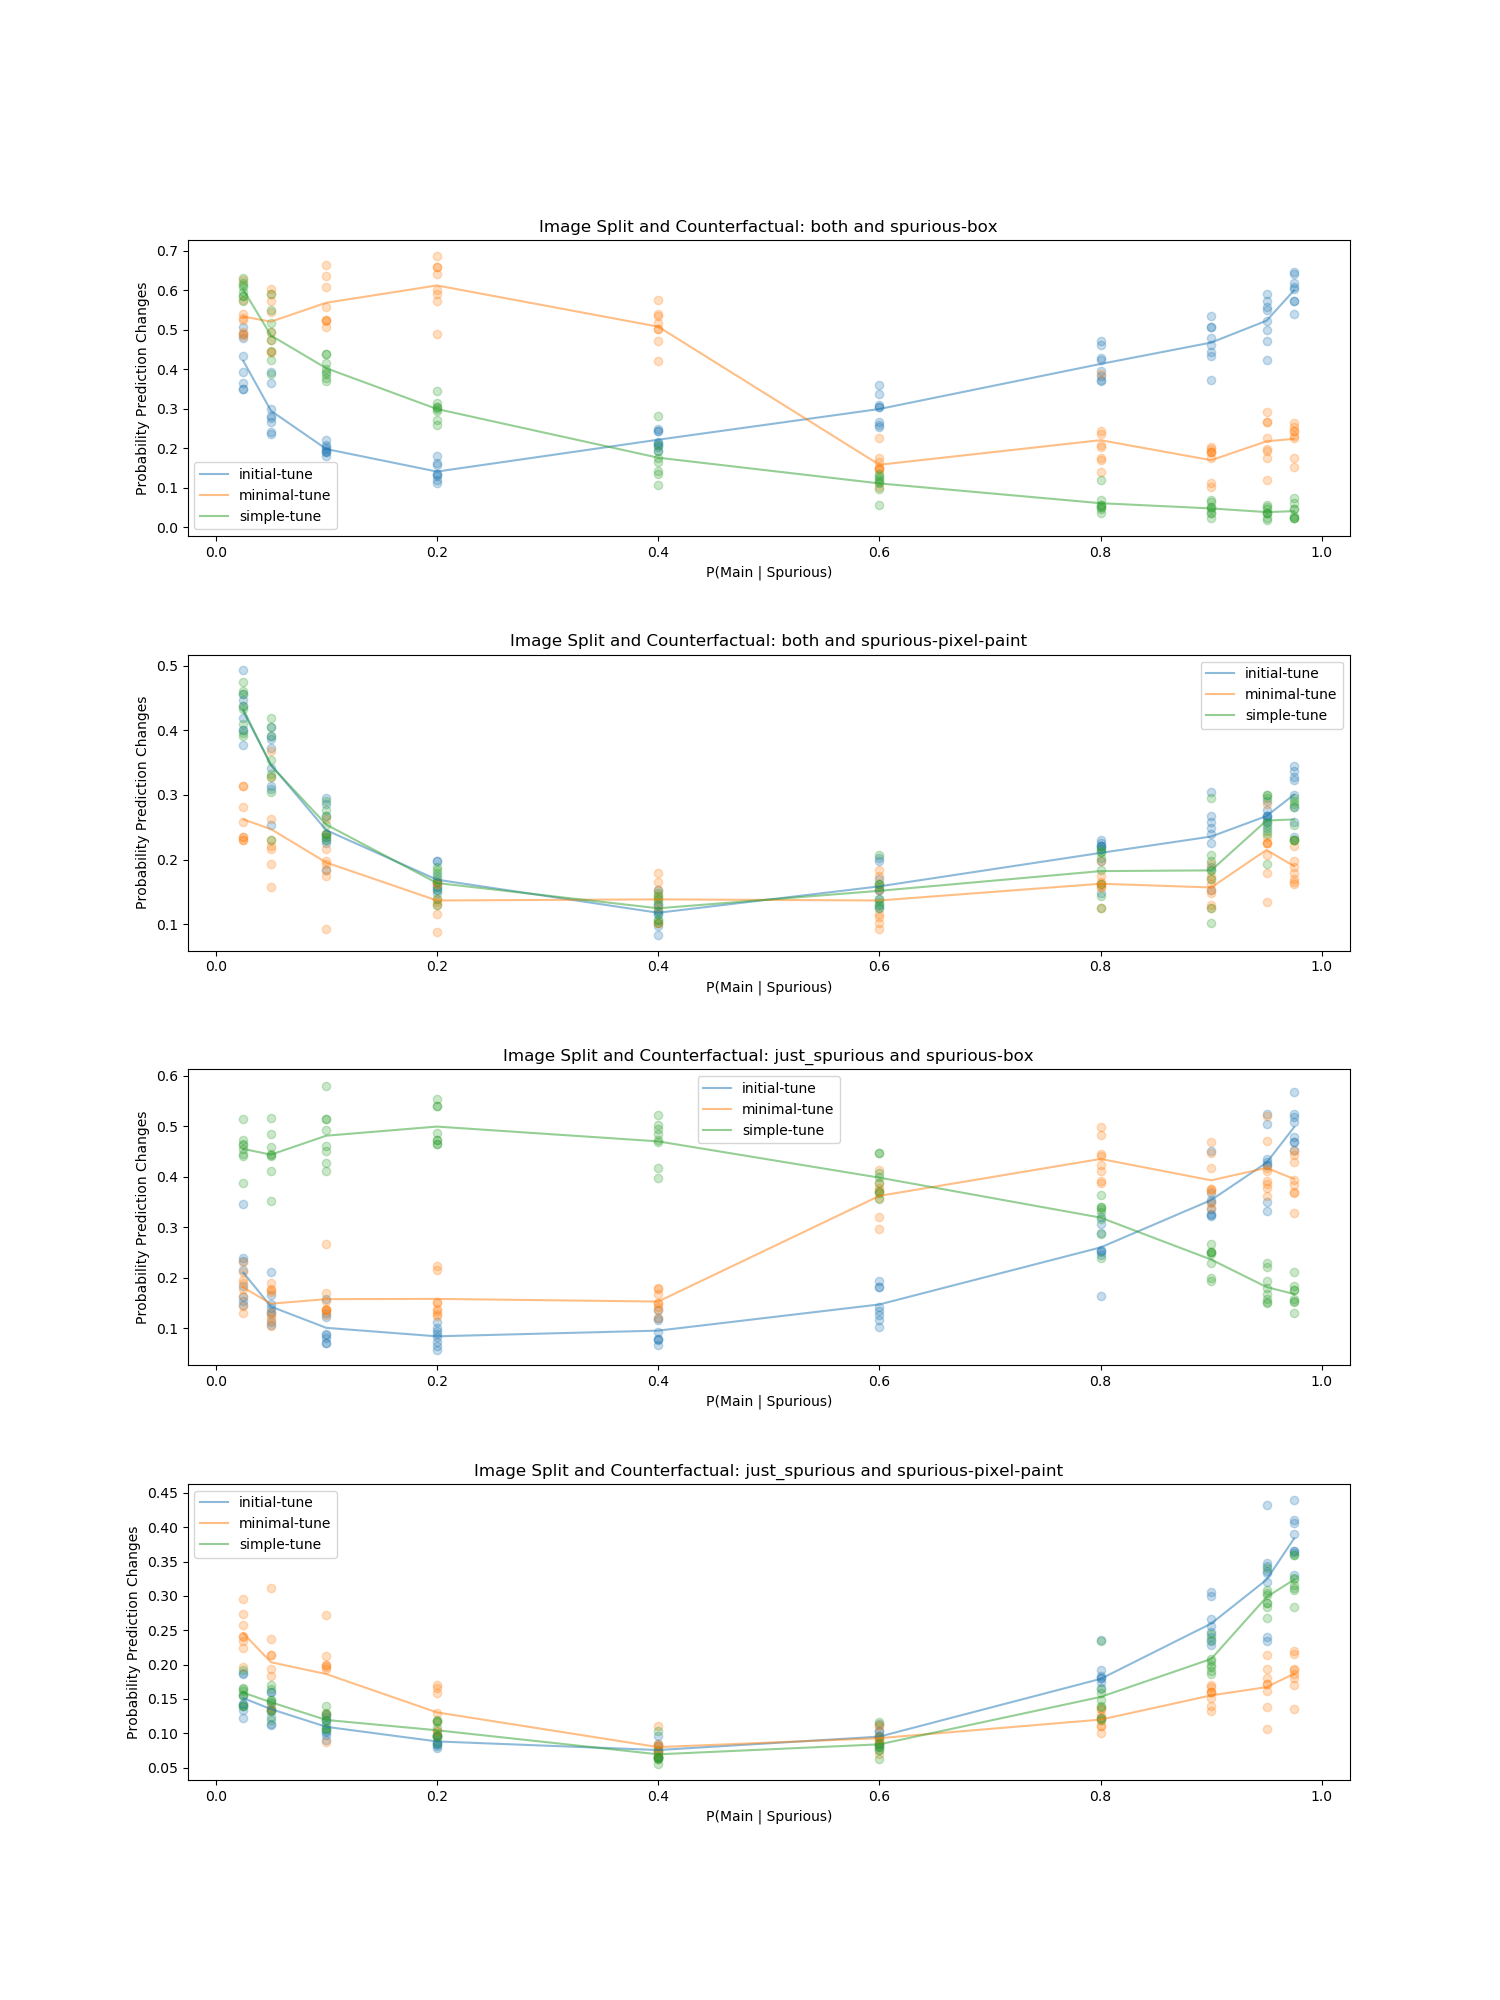 Image Split and Counterfactual: both and spurious-box
Probability Prediction Changes
0.7
0.6
0.5
0.4
0.3
0.2
0.1
0.0
initial-tune
minimal-tune
simple-tune
0.0 0.2 0.4 0.6 0.8 1.0
P(Main | Spurious)
Image Split and Counterfactual: both and spurious-pixel-paint
Probability Prediction Changes
0.5
0.4
0.3
0.2
0.1
initial-tune
minimal-tune
simple-tune
0.0 0.2 0.4 0.6 0.8 1.0
P(Main | Spurious)
Image Split and Counterfactual: just_spurious and spurious-box
Probability Prediction Changes
0.6
0.5
0.4
0.3
0.2
0.1
initial-tune
minimal-tune
simple-tune
0.0 0.2 0.4 0.6 0.8 1.0
P(Main | Spurious)
Image Split and Counterfactual: just_spurious and spurious-pixel-paint
Probability Prediction Changes
0.45
0.40
0.35
0.30
0.25
0.20
0.15
0.10
0.05
initial-tune
minimal-tune
simple-tune
0.0 0.2 0.4 0.6 0.8 1.0
P(Main | Spurious)